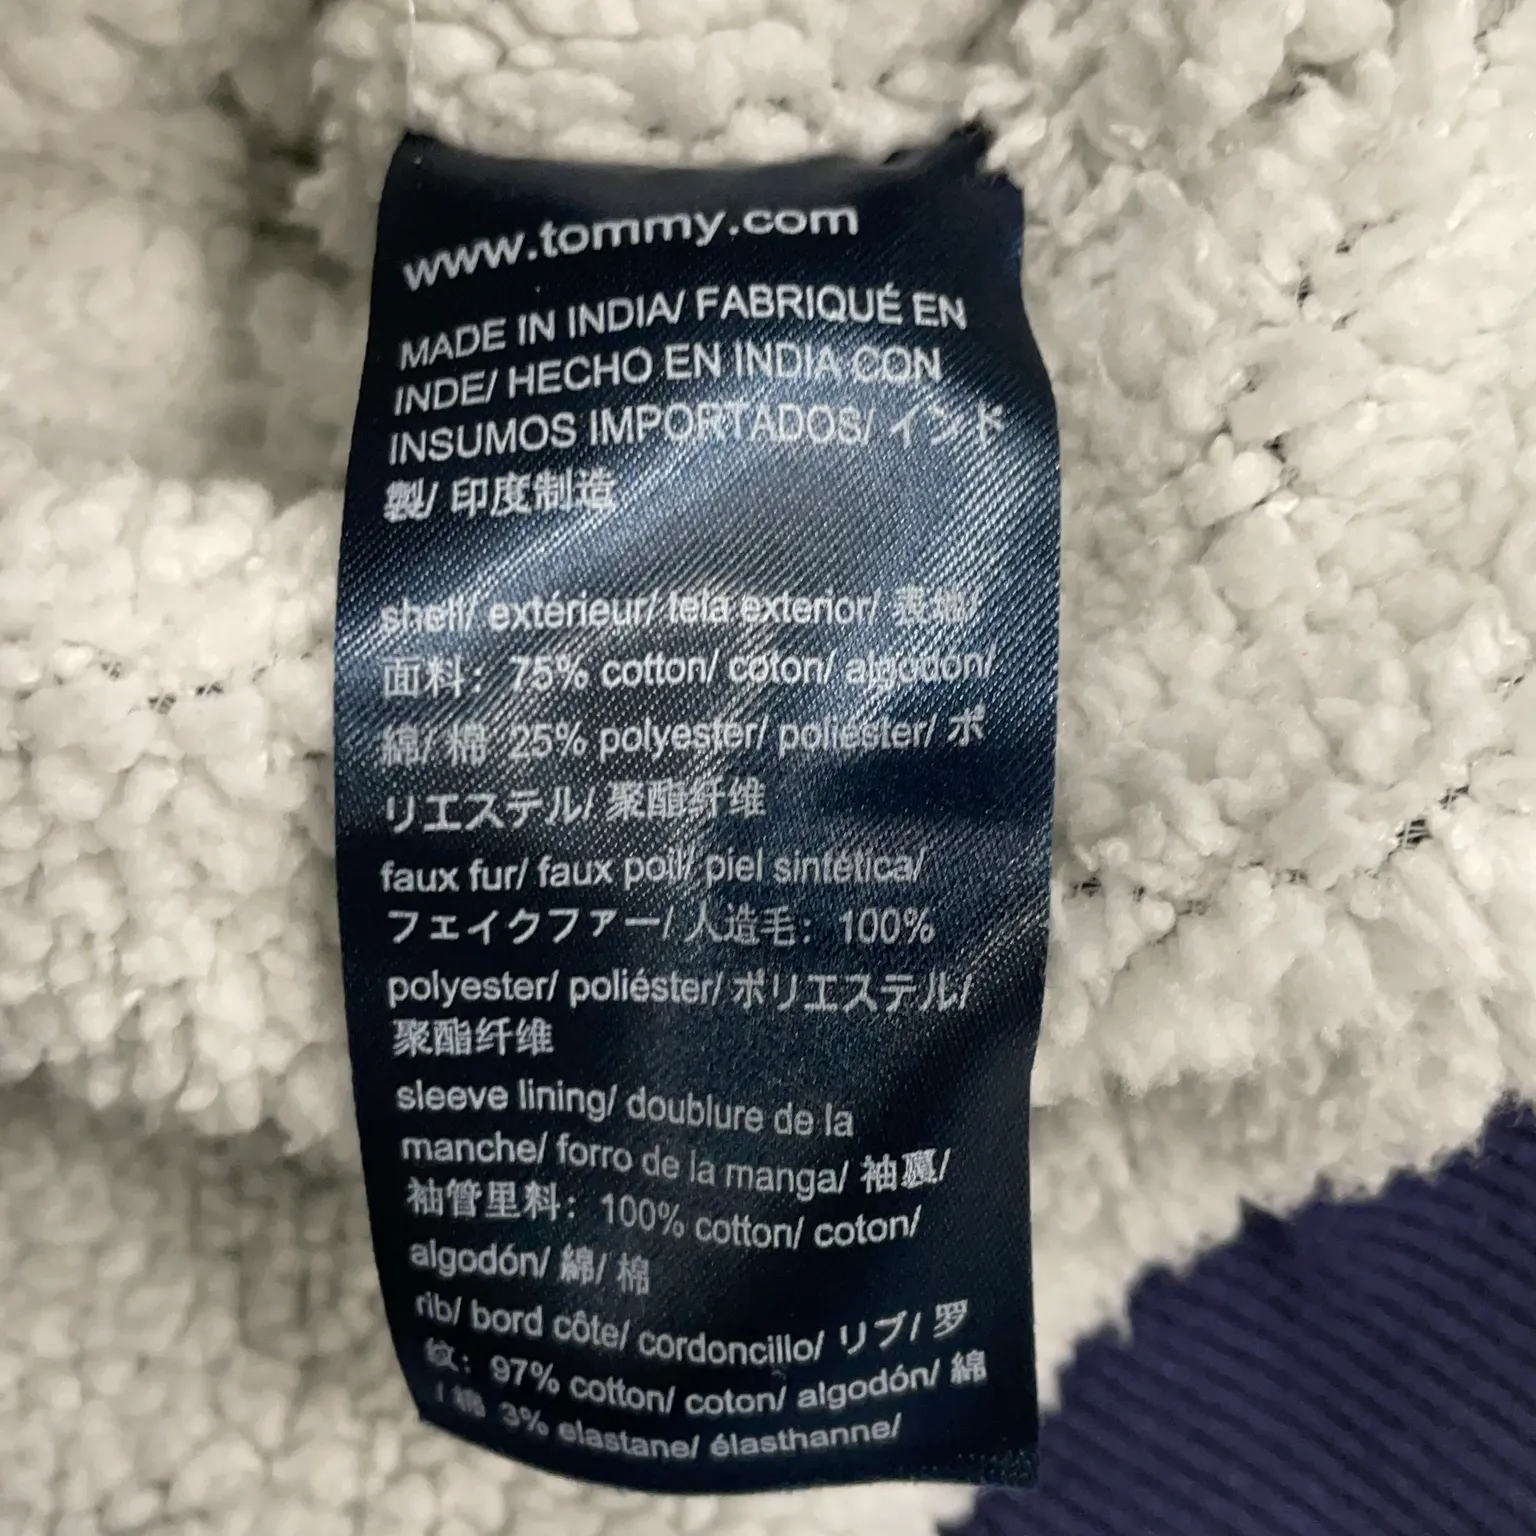 www.tommy.com
MADE IN INDIA/ FABRIQUÉ EN
INDE/ HECHO EN INDIA CON
INSUMOS IMPORTADOS/ インド
製/ 印度制造
shell/ extérieur/ tela exterior/ 表地/
面料: 75% cotton/ coton/ algodón/
綿/ 棉 25% polyester/ poliéster/ ポ
リエステル/ 聚酯纤维
faux fur/ faux poil/ piel sintética/
フェイクファー/ 人造毛: 100%
polyester/ poliéster/ ポリエステル/
聚酯纤维
sleeve lining/ doublure de la
manche/ forro de la manga/ 袖裏/
袖管里料: 100% cotton/ coton/
algodón/ 綿/ 棉
rib/ bord côte/ cordoncillo/ リブ/ 罗
纹: 97% cotton/ coton/ algodón/ 綿
/ 棉 3% elastane/ élasthanne/